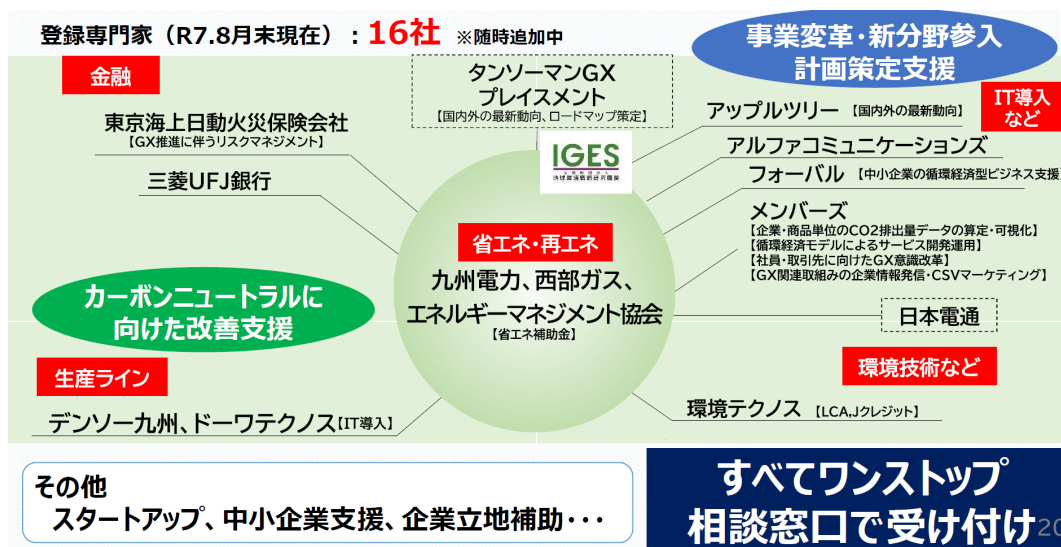 登録専門家（R7.8月末現在）：16社 ※随時追加中
事業変革・新分野参入
計画策定支援
金融
タンソーマンGX
プレイスメント
【国内外の最新動向、ロードマップ策定】
IT導入
など
東京海上日動火災保険会社
【GX推進に伴うリスクマネジメント】
三菱UFJ銀行
アップルツリー【国内外の最新動向】
アルファコミュニケーションズ
フォーバル【中小企業の循環経済型ビジネス支援】
メンバーズ
【企業・商品単位のCO2排出量データの算定・可視化】
【循環経済モデルによるサービス開発運用】
【社員・取引先に向けたGX意識改革】
【GX関連取組みの企業情報発信・CSVマーケティング】
IGES
公益財団法人
地球環境戦略研究機関
省エネ・再エネ
九州電力、西部ガス、
エネルギーマネジメント協会
【省エネ補助金】
カーボンニュートラルに
向けた改善支援
日本電通
生産ライン
デンソー九州、ドーワテクノス【IT導入】
環境技術など
環境テクノス【LCA,Jクレジット】
その他
スタートアップ、中小企業支援、企業立地補助・・・
すべてワンストップ
相談窓口で受け付け
20